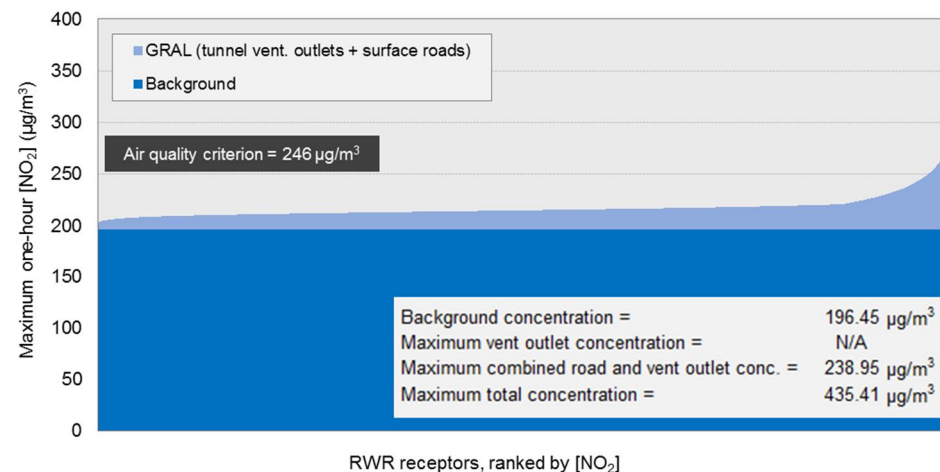 400
350
300
250
200
150
100
50
0
Maximum one-hour [NO₂] (µg/m³)
GRAL (tunnel vent. outlets + surface roads)
Background
Air quality criterion = 246 µg/m³
Background concentration = 196.45 µg/m³
Maximum vent outlet concentration = N/A
Maximum combined road and vent outlet conc. = 238.95 µg/m³
Maximum total concentration = 435.41 µg/m³
RWR receptors, ranked by [NO₂]